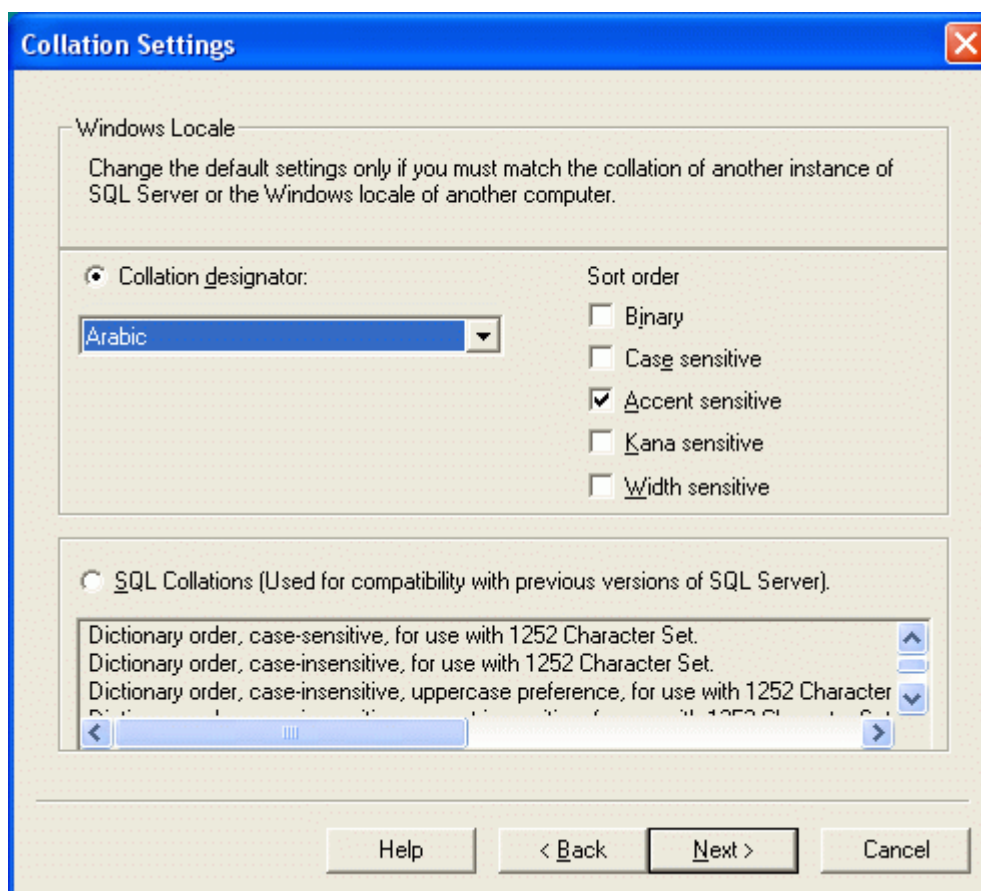 Collation Settings
Windows Locale
Change the default settings only if you must match the collation of another instance of
SQL Server or the Windows locale of another computer.
Collation designator:
Arabic
Sort order
Binary
Case sensitive
Accent sensitive
Kana sensitive
Width sensitive
SQL Collations (Used for compatibility with previous versions of SQL Server).
Dictionary order, case-sensitive, for use with 1252 Character Set.
Dictionary order, case-insensitive, for use with 1252 Character Set.
Dictionary order, case-insensitive, uppercase preference, for use with 1252 Character
Help
< Back
Next >
Cancel